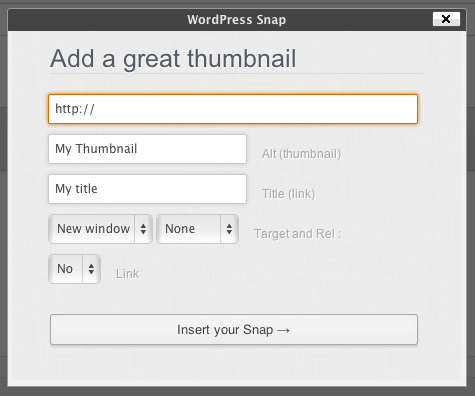 WordPress Snap
Add a great thumbnail
http://
My Thumbnail Alt (thumbnail)
My title Title (link)
New window None Target and Rel :
No Link
Insert your Snap →